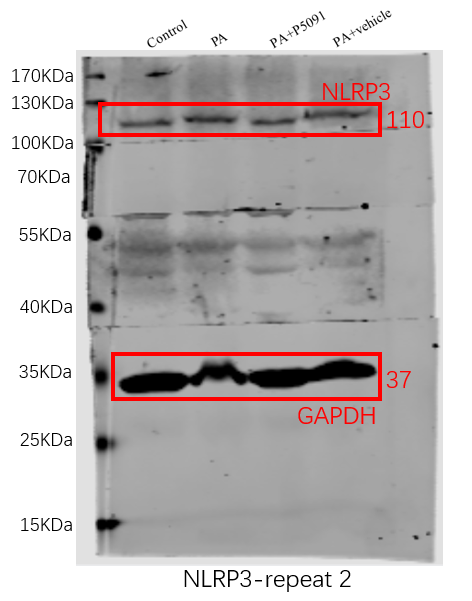 Control PA PA+P5091 PA+vehicle
170KDa
NLRP3
130KDa
110
100KDa
70KDa
55KDa
40KDa
35KDa
37
GAPDH
25KDa
15KDa
NLRP3-repeat 2